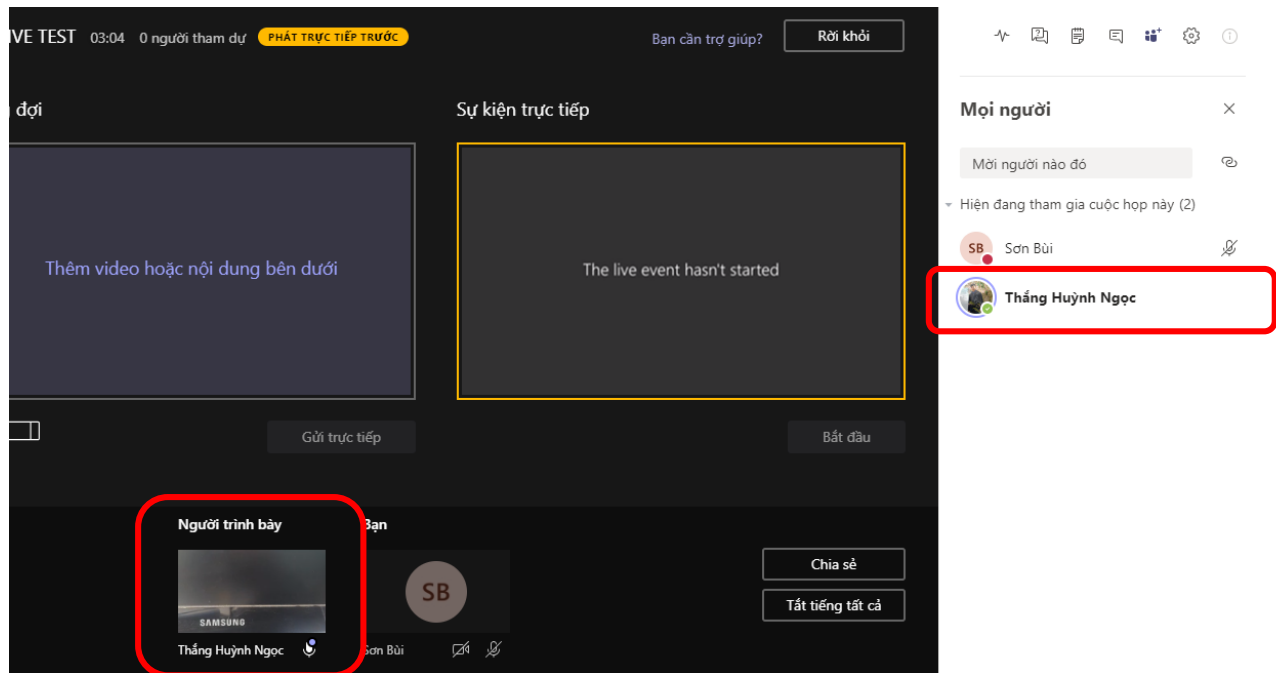 IVE TEST 03:04 0 người tham dự PHÁT TRỰC TIẾP TRƯỚC Bạn cần trợ giúp? Rời khỏi
đợi
Sự kiện trực tiếp
Thêm video hoặc nội dung bên dưới
The live event hasn't started
Gửi trực tiếp
Bắt đầu
Người trình bày
Bạn
SAMSUNG
SB
Thắng Huỳnh Ngọc
Sơn Bùi
Chia sẻ
Tắt tiếng tất cả
Mọi người
Mời người nào đó
Hiện đang tham gia cuộc họp này (2)
SB Sơn Bùi
Thắng Huỳnh Ngọc